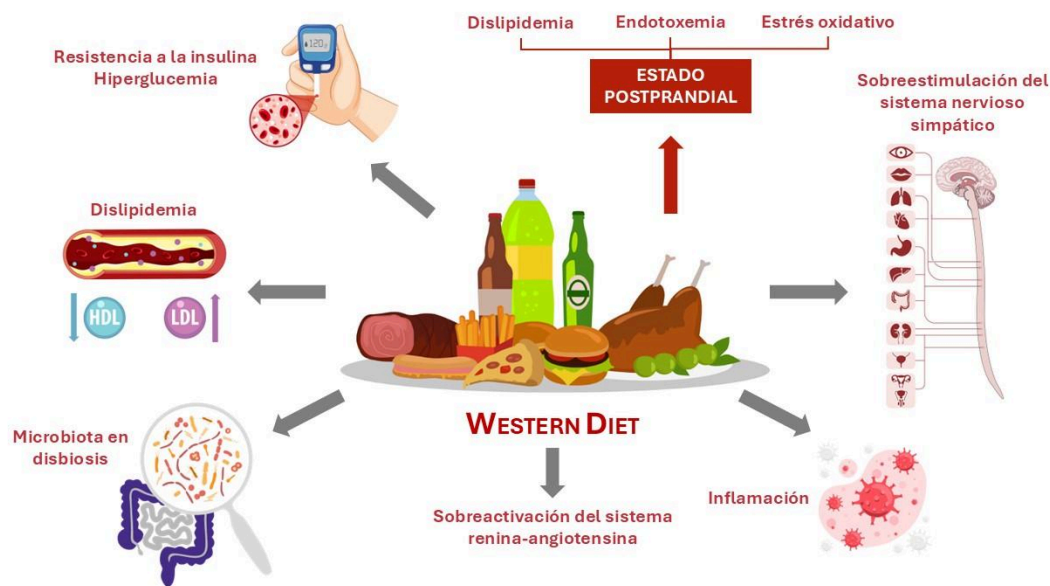 Dislipidemia
Endotoxemia
Estrés oxidativo
ESTADO
POSTPRANDIAL
Resistencia a la insulina
Hiperglucemia
120
Sobreestimulación del
sistema nervioso
simpático
Dislipidemia
HDL
LDL
WESTERN DIET
Microbiota en
disbiosis
Inflamación
Sobreactivación del sistema
renina-angiotensina